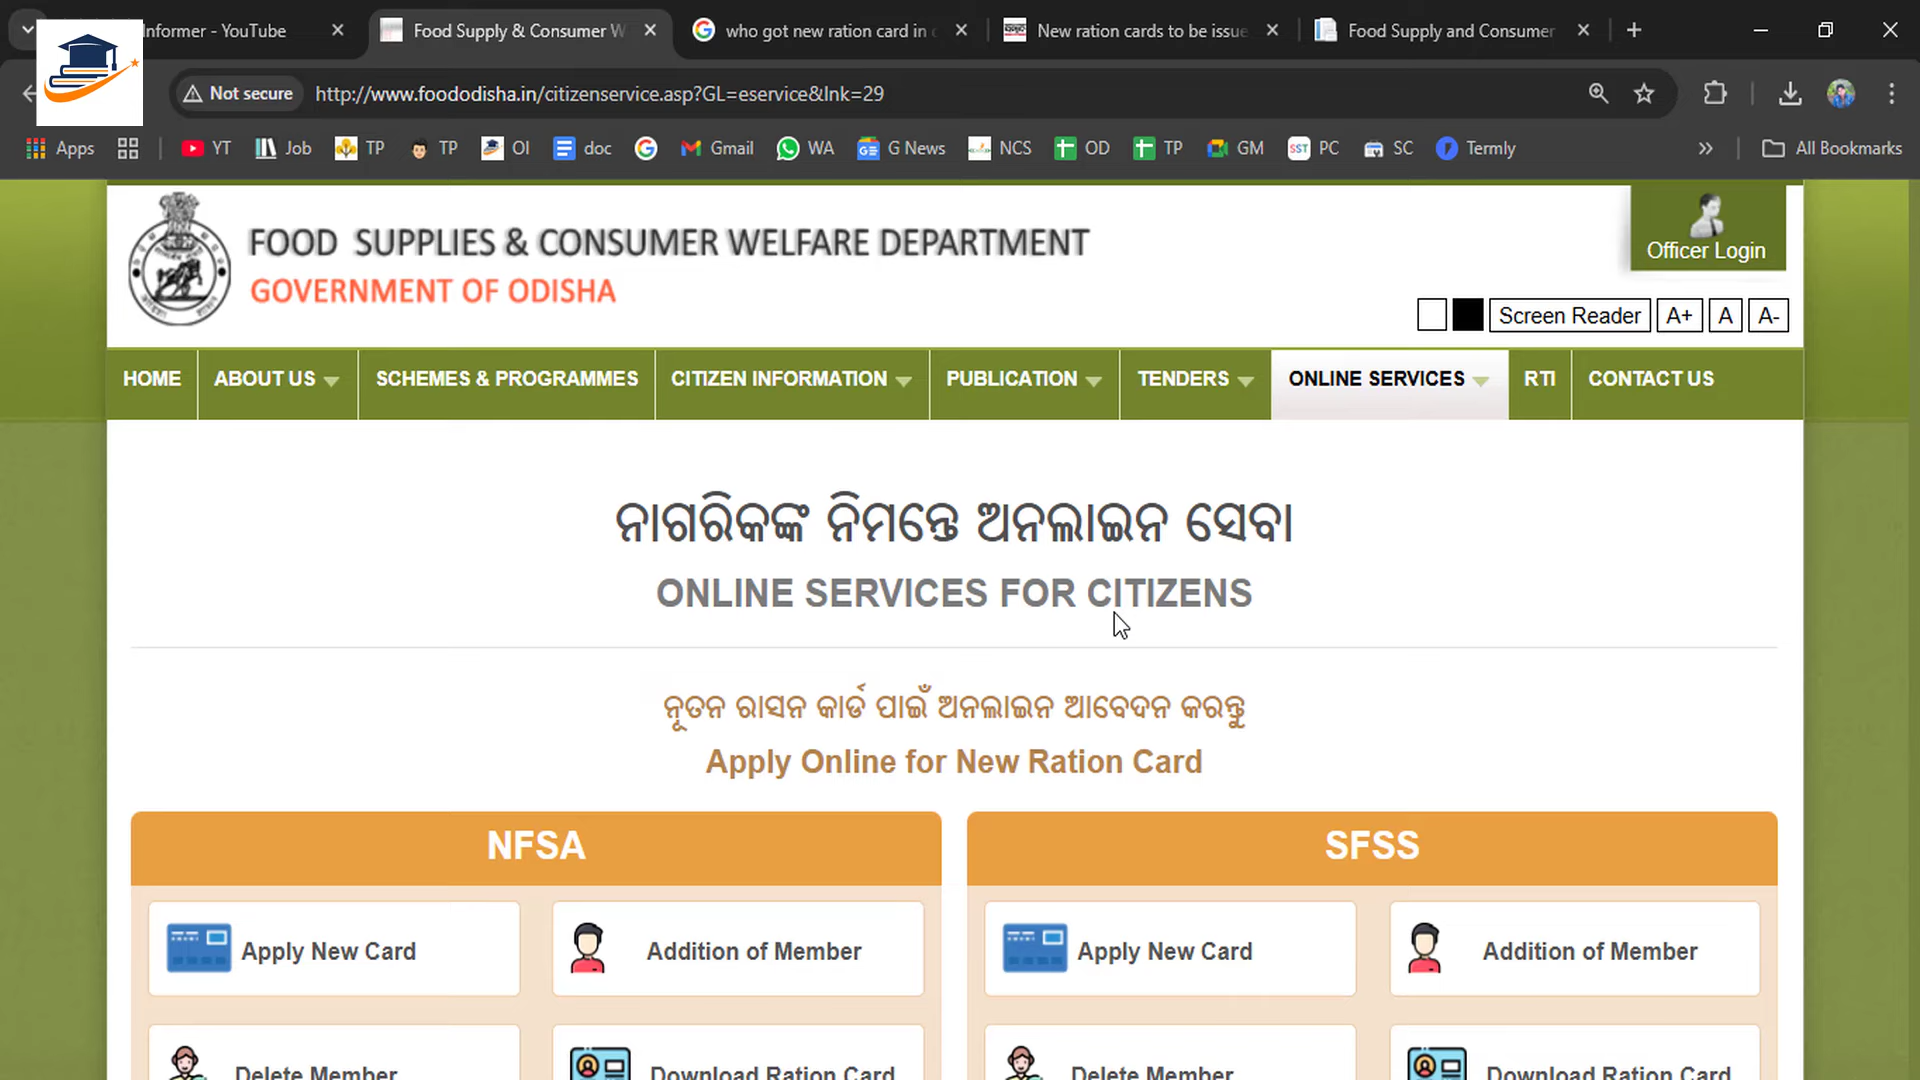 Informer - YouTube
Food Supply & Consumer W
who got new ration card in
New ration cards to be issue
Food Supply and Consumer
Not secure
http://www.foododisha.in/citizenservice.asp?GL=eservice&lnk=29
Apps
YT
Job
TP
TP
OI
doc
Gmail
WA
G News
NCS
OD
TP
GM
SST PC
SC
Termly
All Bookmarks
FOOD SUPPLIES & CONSUMER WELFARE DEPARTMENT
GOVERNMENT OF ODISHA
Officer Login
Screen Reader A+ A A-
HOME
ABOUT US
SCHEMES & PROGRAMMES
CITIZEN INFORMATION
PUBLICATION
TENDERS
ONLINE SERVICES
RTI
CONTACT US
ନାଗରିକଙ୍କ ନିମନ୍ତେ ଅନଲାଇନ ସେବା
ONLINE SERVICES FOR CITIZENS
ନୂତନ ରାସନ କାର୍ଡ ପାଇଁ ଅନଲାଇନ ଆବେଦନ କରନ୍ତୁ
Apply Online for New Ration Card
NFSA
SFSS
Apply New Card
Addition of Member
Apply New Card
Addition of Member
Delete Member
Download Ration Card
Delete Member
Download Ration Card